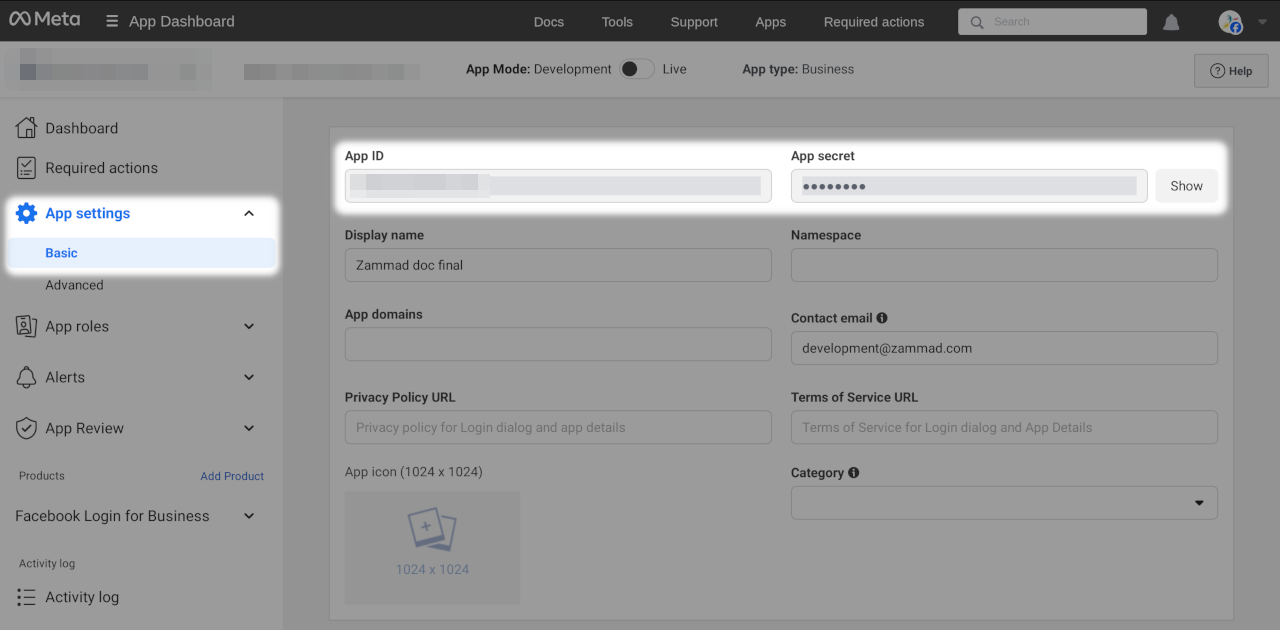 Meta
App Dashboard
Docs
Tools
Support
Apps
Required actions
Search
App Mode: Development
Live
App type: Business
Help
Dashboard
Required actions
App settings
Basic
Advanced
App roles
Alerts
App Review
Products
Add Product
Facebook Login for Business
Activity log
Activity log
App ID
App secret
••••••••
Show
Display name
Zammad doc final
Namespace
App domains
Contact email
development@zammad.com
Privacy Policy URL
Privacy policy for Login dialog and app details
Terms of Service URL
Terms of Service for Login dialog and App Details
App icon (1024 x 1024)
1024 x 1024
Category